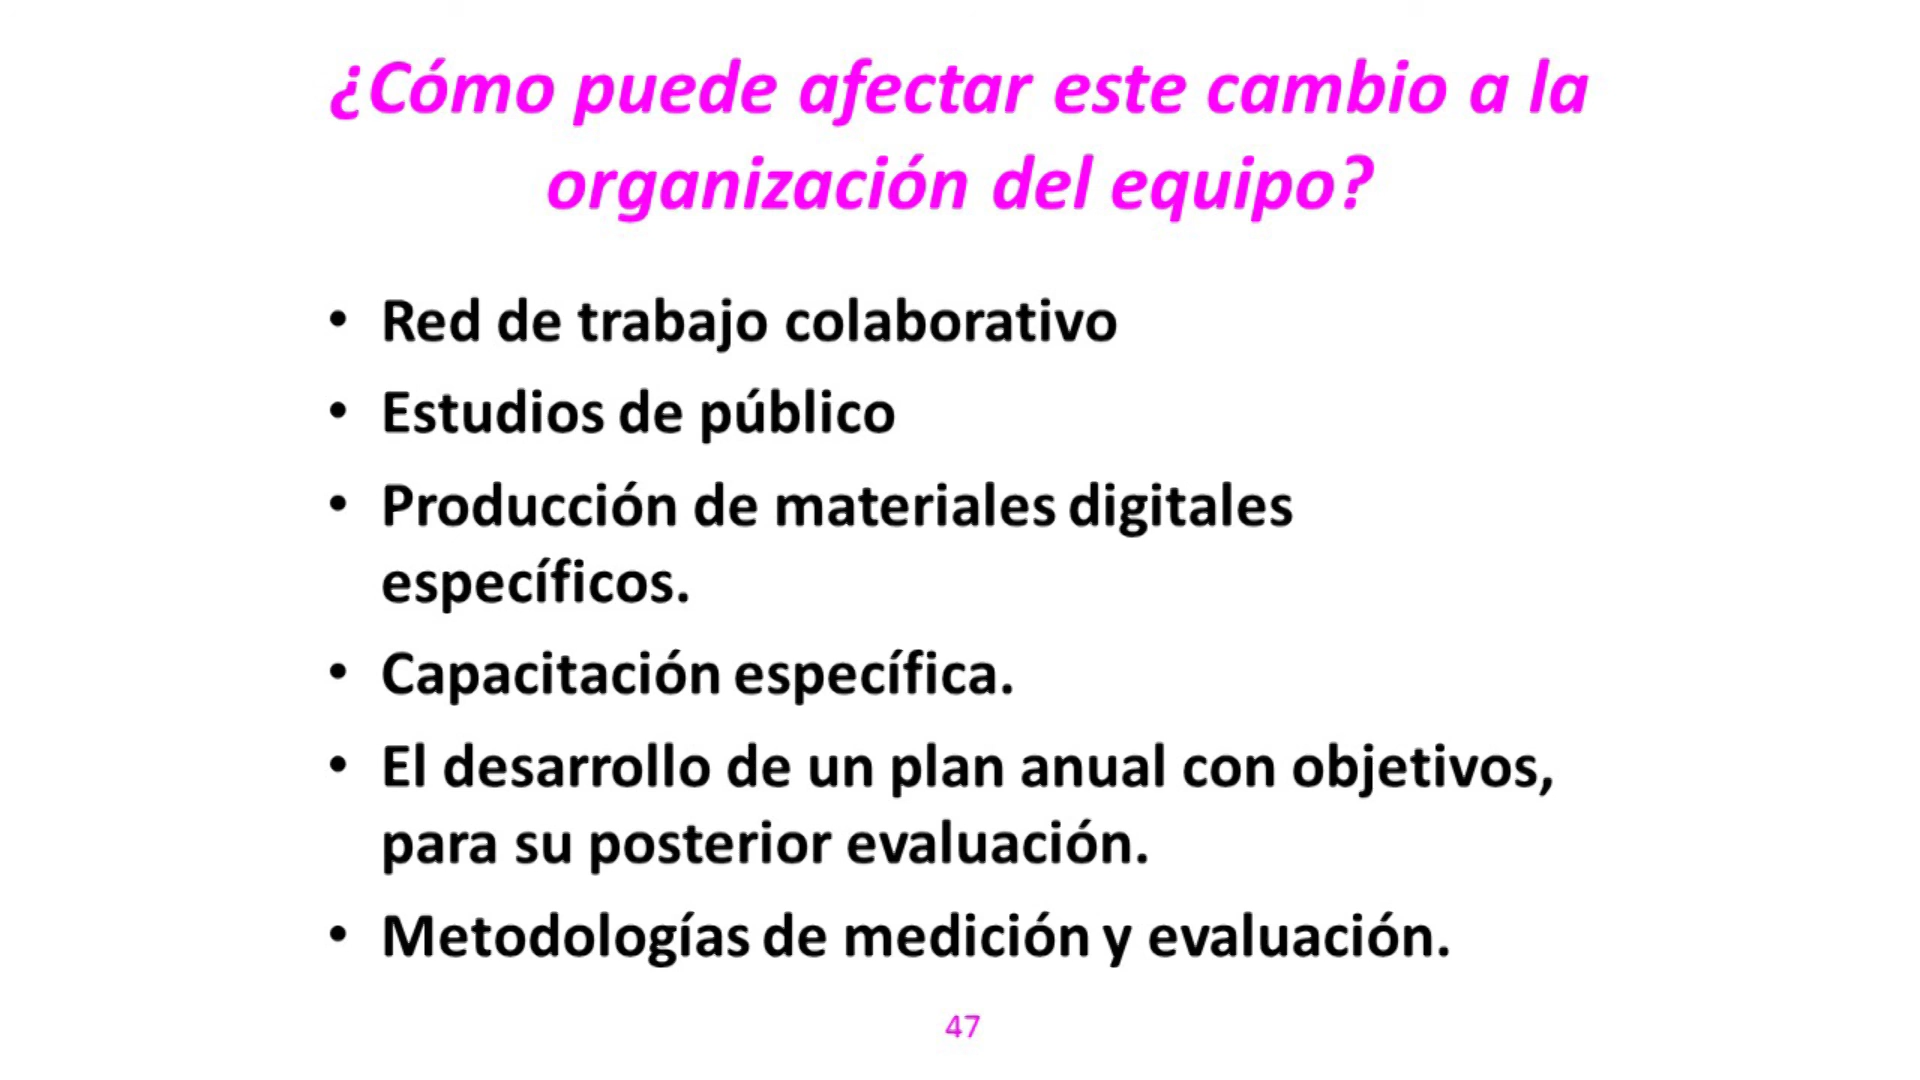 ¿Cómo puede afectar este cambio a la
organización del equipo?
• Red de trabajo colaborativo
• Estudios de público
• Producción de materiales digitales
específicos.
• Capacitación específica.
• El desarrollo de un plan anual con objetivos,
para su posterior evaluación.
• Metodologías de medición y evaluación.
47